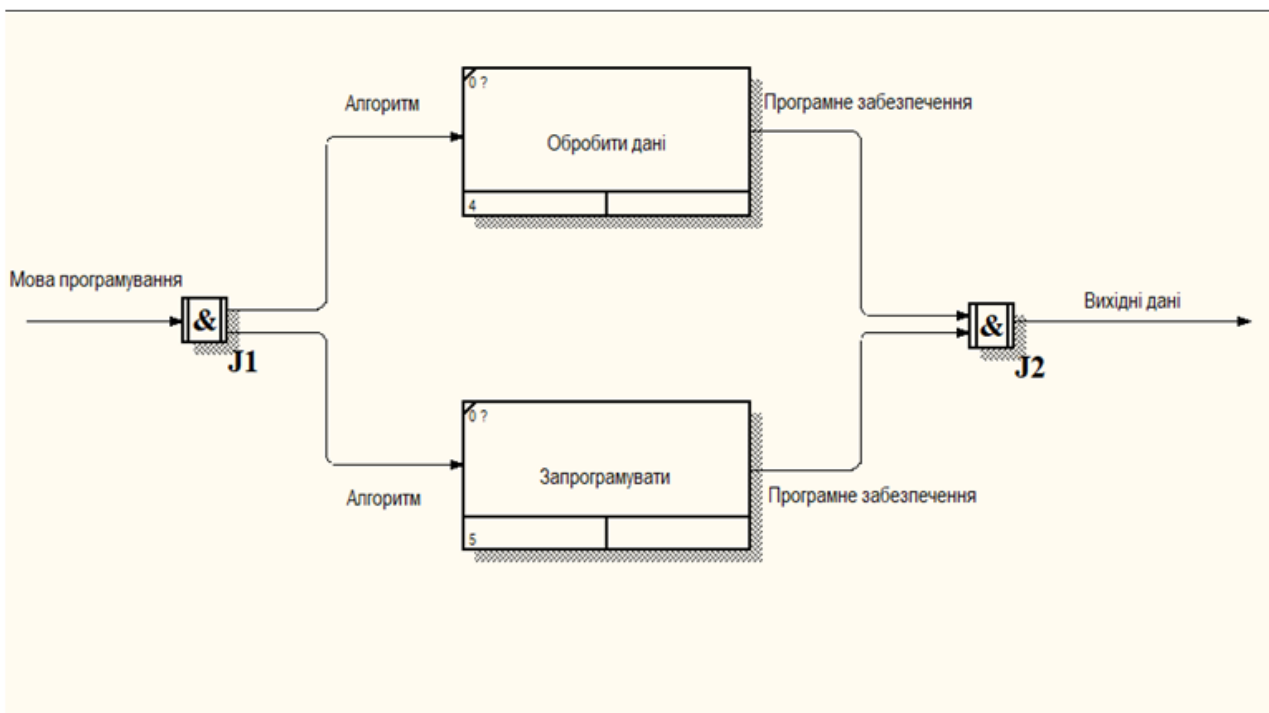 Алгоритм
0 ?
Обробити дані
4
Програмне забезпечення
Мова програмування
&
J1
&
J2
Вихідні дані
Алгоритм
0 ?
Запрограмувати
5
Програмне забезпечення